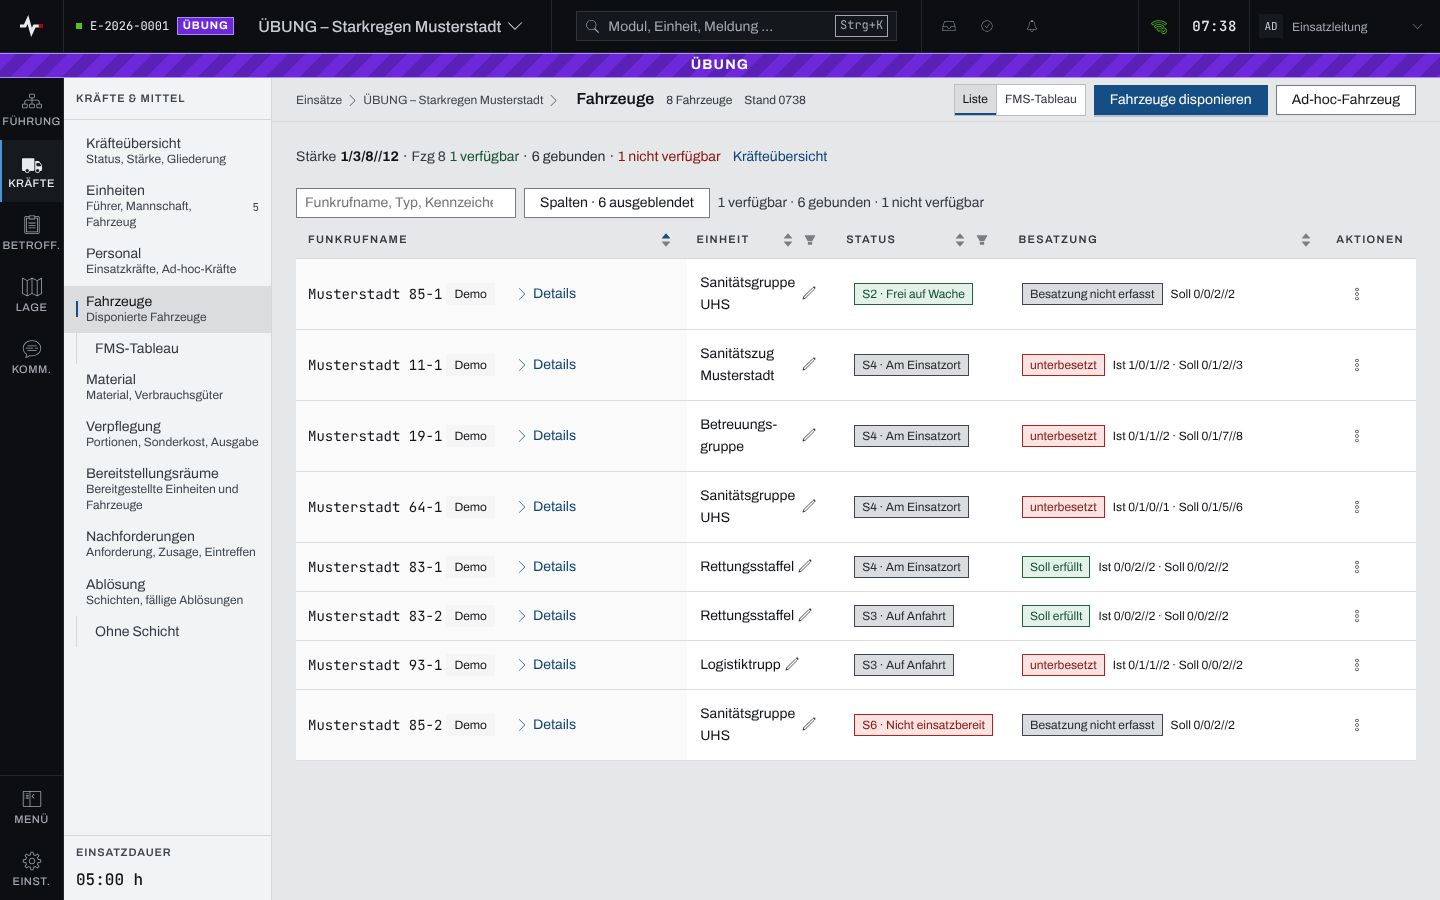 E-2026-0001 ÜBUNG ÜBUNG – Starkregen Musterstadt Modul, Einheit, Meldung ... Strg+K 07:38 AD Einsatzleitung
ÜBUNG
FÜHRUNG
KRÄFTE
BETROFF.
LAGE
KOMM.
MENÜ
EINST.
KRÄFTE & MITTEL
Kräfteübersicht
Status, Stärke, Gliederung
Einheiten
Führer, Mannschaft,
Fahrzeug
5
Personal
Einsatzkräfte, Ad-hoc-Kräfte
Fahrzeuge
Disponierte Fahrzeuge
FMS-Tableau
Material
Material, Verbrauchsgüter
Verpflegung
Portionen, Sonderkost, Ausgabe
Bereitstellungsräume
Bereitgestellte Einheiten und
Fahrzeuge
Nachforderungen
Anforderung, Zusage, Eintreffen
Ablösung
Schichten, fällige Ablösungen
Ohne Schicht
EINSATZDAUER
05:00 h
Einsätze ÜBUNG – Starkregen Musterstadt Fahrzeuge 8 Fahrzeuge Stand 0738 Liste FMS-Tableau Fahrzeuge disponieren Ad-hoc-Fahrzeug
Stärke 1/3/8//12 · Fzg 8 1 verfügbar · 6 gebunden · 1 nicht verfügbar Kräfteübersicht
Funkrufname, Typ, Kennzeiche Spalten · 6 ausgeblendet 1 verfügbar · 6 gebunden · 1 nicht verfügbar
FUNKRUFNAME EINHEIT STATUS BESATZUNG AKTIONEN
Musterstadt 85-1 Demo Details Sanitätsgruppe
UHS S2 · Frei auf Wache Besatzung nicht erfasst Soll 0/0/2//2
Musterstadt 11-1 Demo Details Sanitätszug
Musterstadt S4 · Am Einsatzort unterbesetzt Ist 1/0/1//2 · Soll 0/1/2//3
Musterstadt 19-1 Demo Details Betreuungs-
gruppe S4 · Am Einsatzort unterbesetzt Ist 0/1/1//2 · Soll 0/1/7//8
Musterstadt 64-1 Demo Details Sanitätsgruppe
UHS S4 · Am Einsatzort unterbesetzt Ist 0/1/0//1 · Soll 0/1/5//6
Musterstadt 83-1 Demo Details Rettungsstaffel S4 · Am Einsatzort Soll erfüllt Ist 0/0/2//2 · Soll 0/0/2//2
Musterstadt 83-2 Demo Details Rettungsstaffel S3 · Auf Anfahrt Soll erfüllt Ist 0/0/2//2 · Soll 0/0/2//2
Musterstadt 93-1 Demo Details Logistiktrupp S3 · Auf Anfahrt unterbesetzt Ist 0/1/1//2 · Soll 0/0/2//2
Musterstadt 85-2 Demo Details Sanitätsgruppe
UHS S6 · Nicht einsatzbereit Besatzung nicht erfasst Soll 0/0/2//2